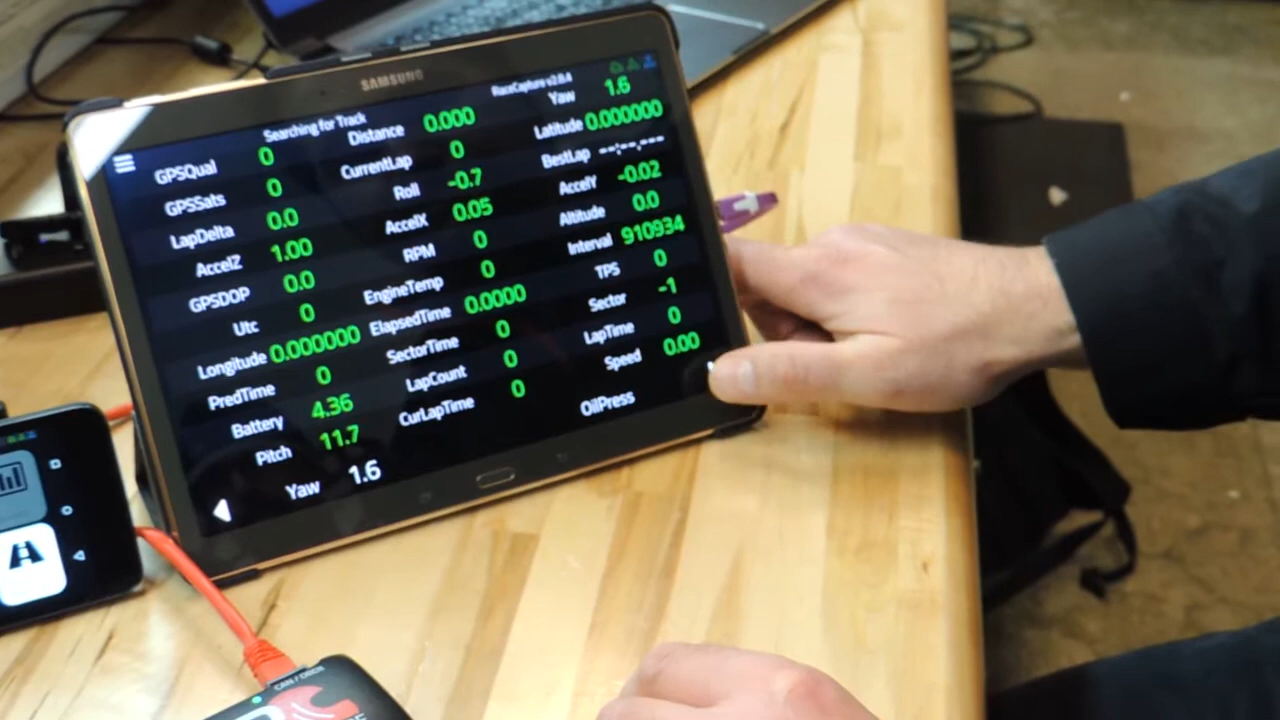 SAMSUNG
Searching for Track
RaceCapture v2.8.4
GPSQual 0
Distance 0.000
Yaw 1.6
GPSSats 0
CurrentLap 0
Latitude 0.000000
LapDelta 0.0
Roll -0.7
BestLap --:--.---
AccelZ 1.00
AccelX 0.05
AccelY -0.02
GPSDOP 0.0
RPM 0
Altitude 0.0
Utc 0
EngineTemp 0
Interval 910934
Longitude 0.000000
ElapsedTime 0.0000
TPS 0
PredTime 0
SectorTime 0
Sector -1
Battery 4.36
LapCount 0
LapTime 0
Pitch 11.7
CurLapTime 0
Speed 0.00
Yaw 1.6
OilPress